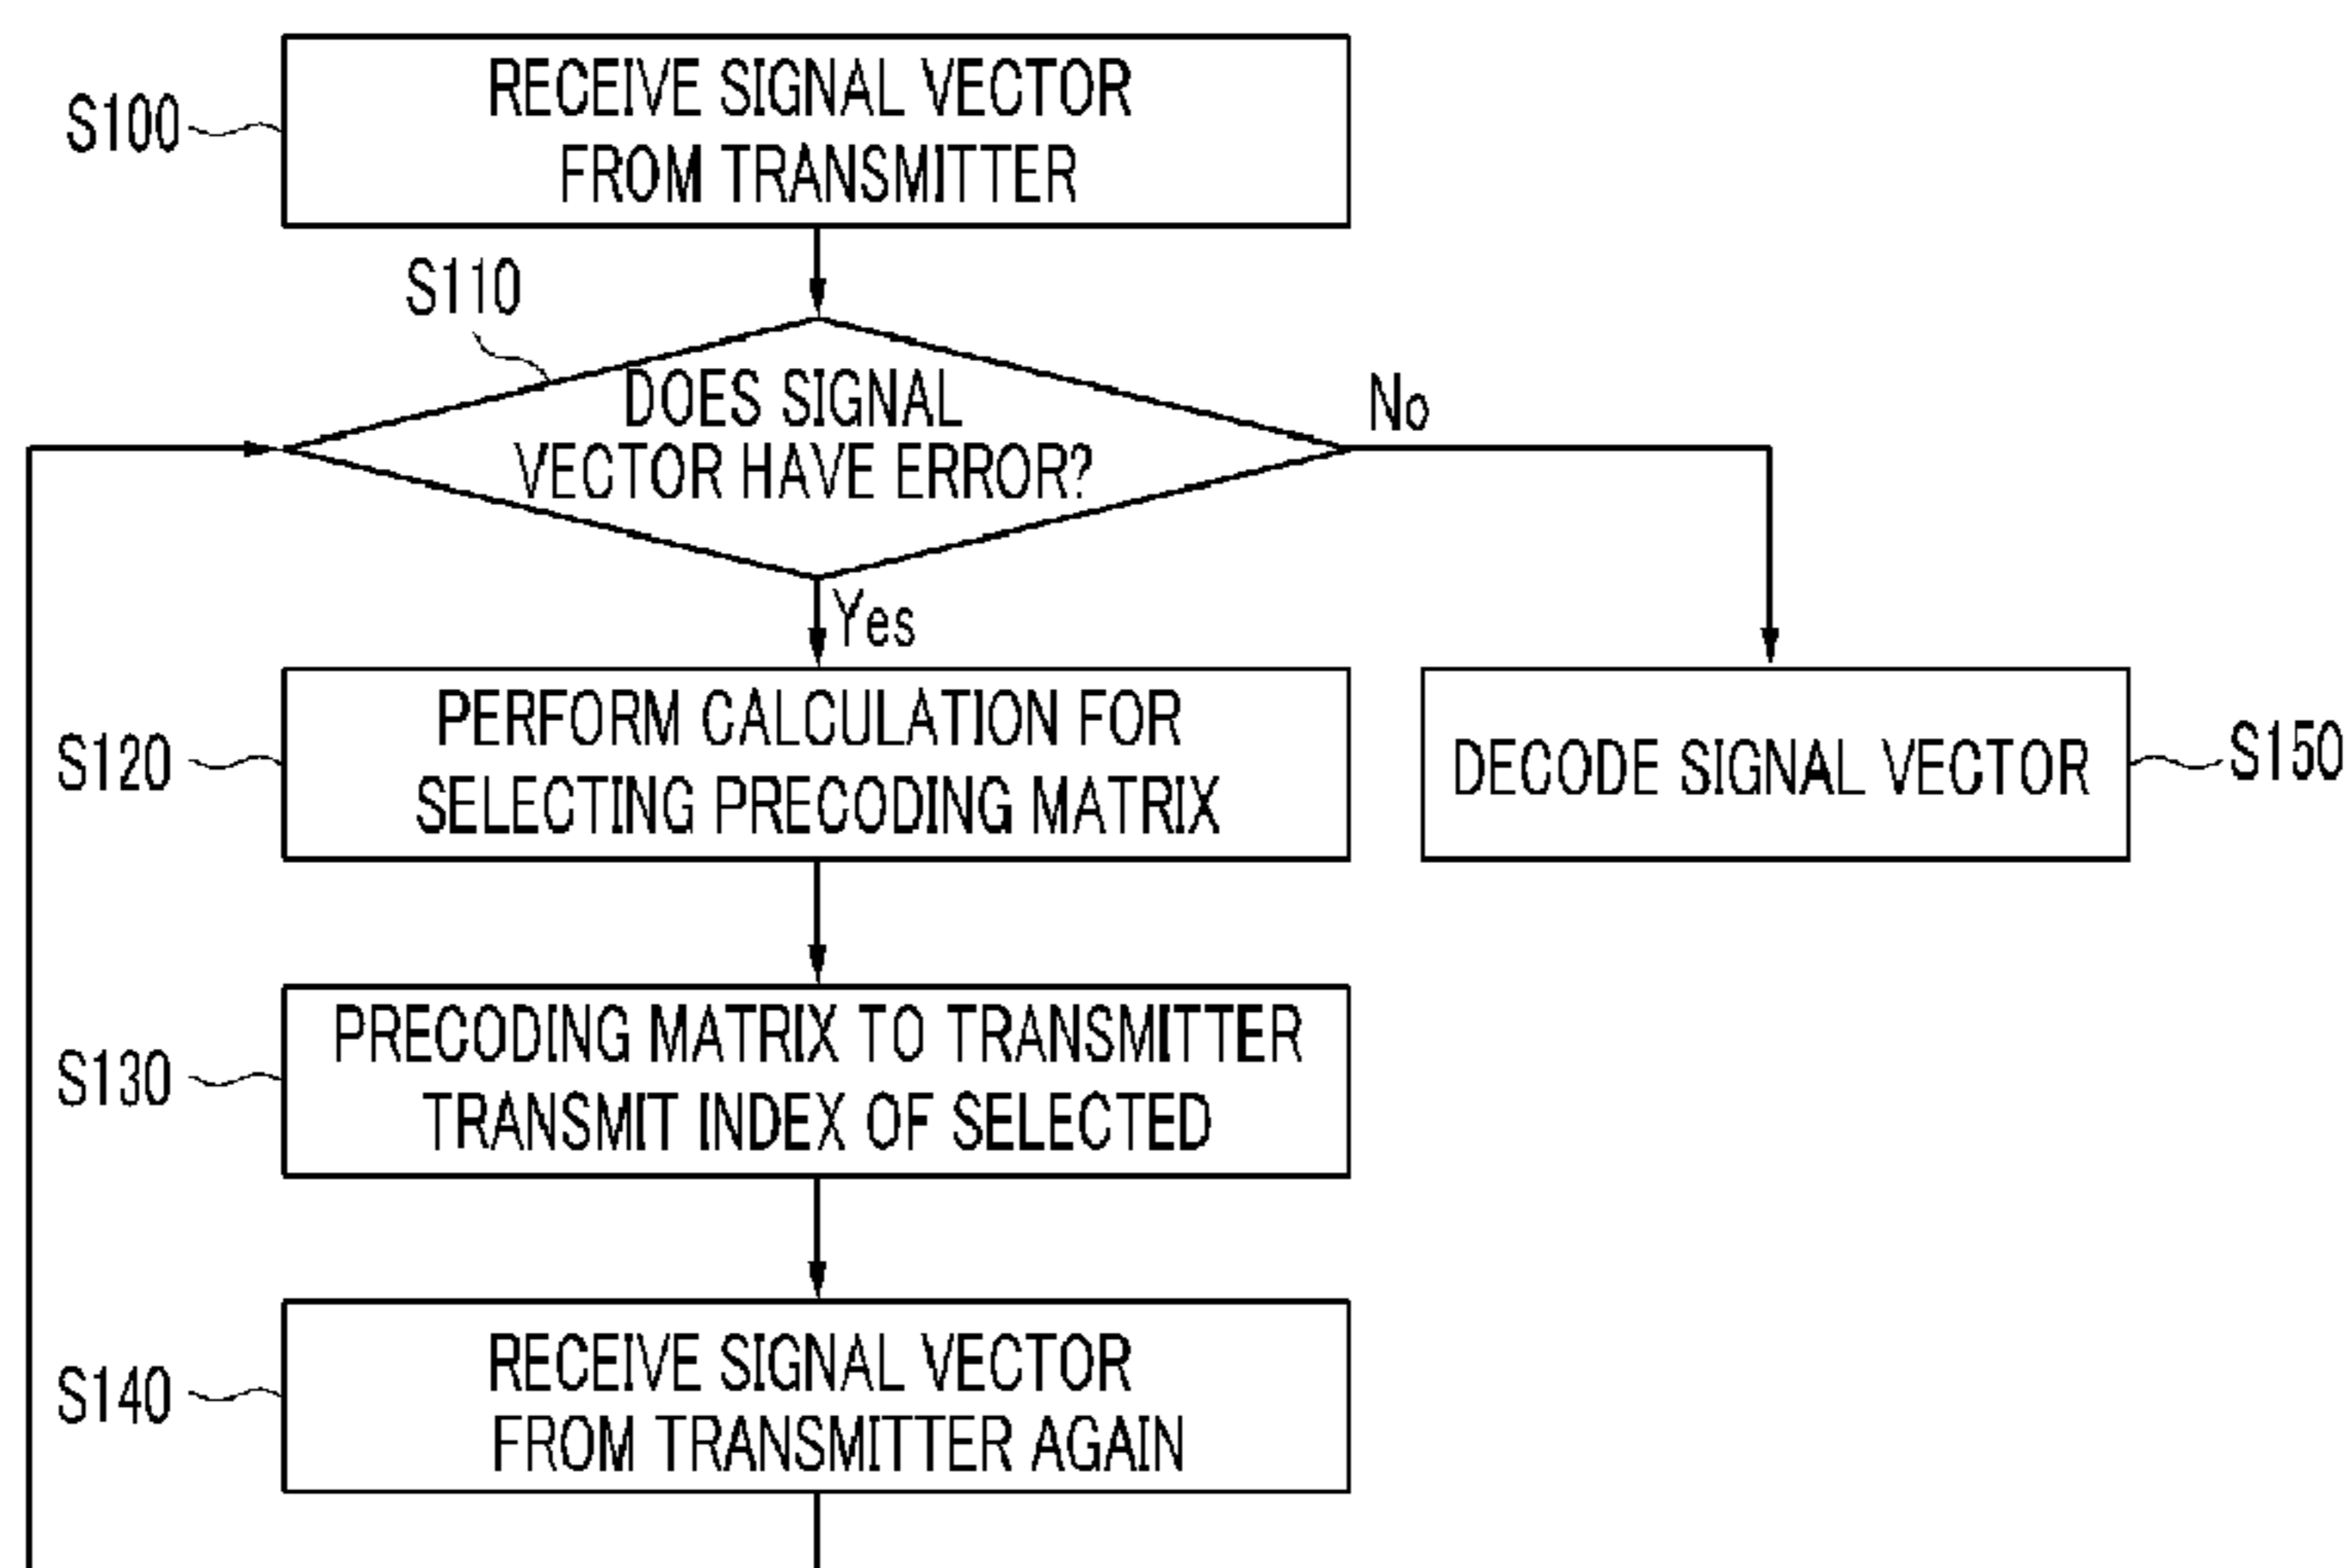 S100
RECEIVE SIGNAL VECTOR
FROM TRANSMITTER
S110
DOES SIGNAL
VECTOR HAVE ERROR?
No
Yes
S120
PERFORM CALCULATION FOR
SELECTING PRECODING MATRIX
DECODE SIGNAL VECTOR
S150
S130
PRECODING MATRIX TO TRANSMITTER
TRANSMIT INDEX OF SELECTED
S140
RECEIVE SIGNAL VECTOR
FROM TRANSMITTER AGAIN